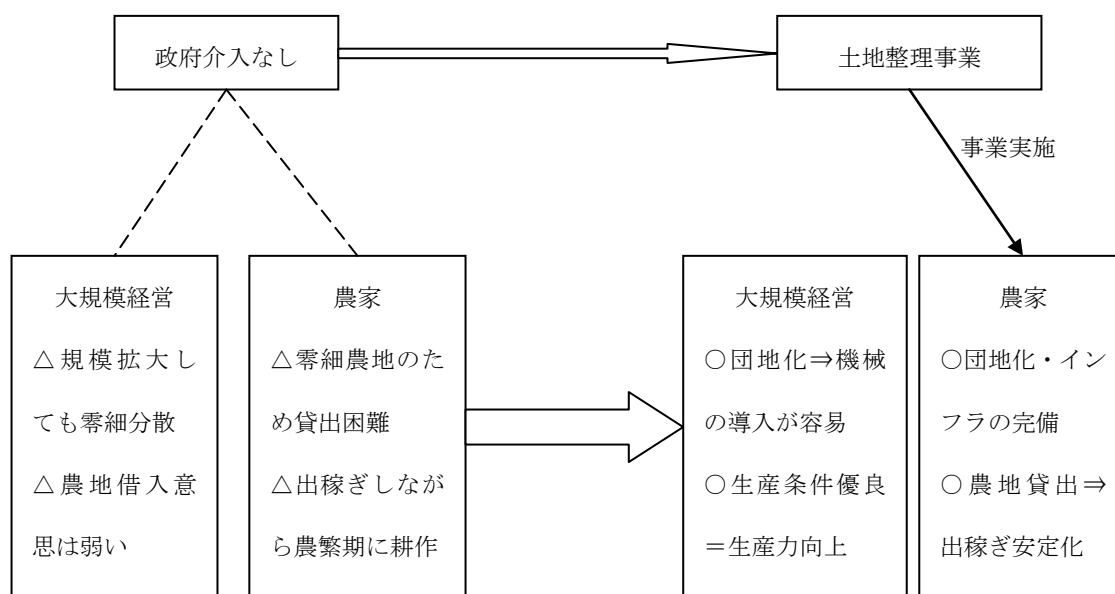 政府介入なし
土地整理事業
事業実施
大規模経営
△規模拡大し
ても零細分散
△農地借入意
思は弱い
農家
△零細農地のた
め貸出困難
△出稼ぎしなが
ら農繁期に耕作
大規模経営
○団地化⇒機械
の導入が容易
○生産条件優良
＝生産力向上
農家
○団地化・イン
フラの完備
○農地貸出⇒
出稼ぎ安定化